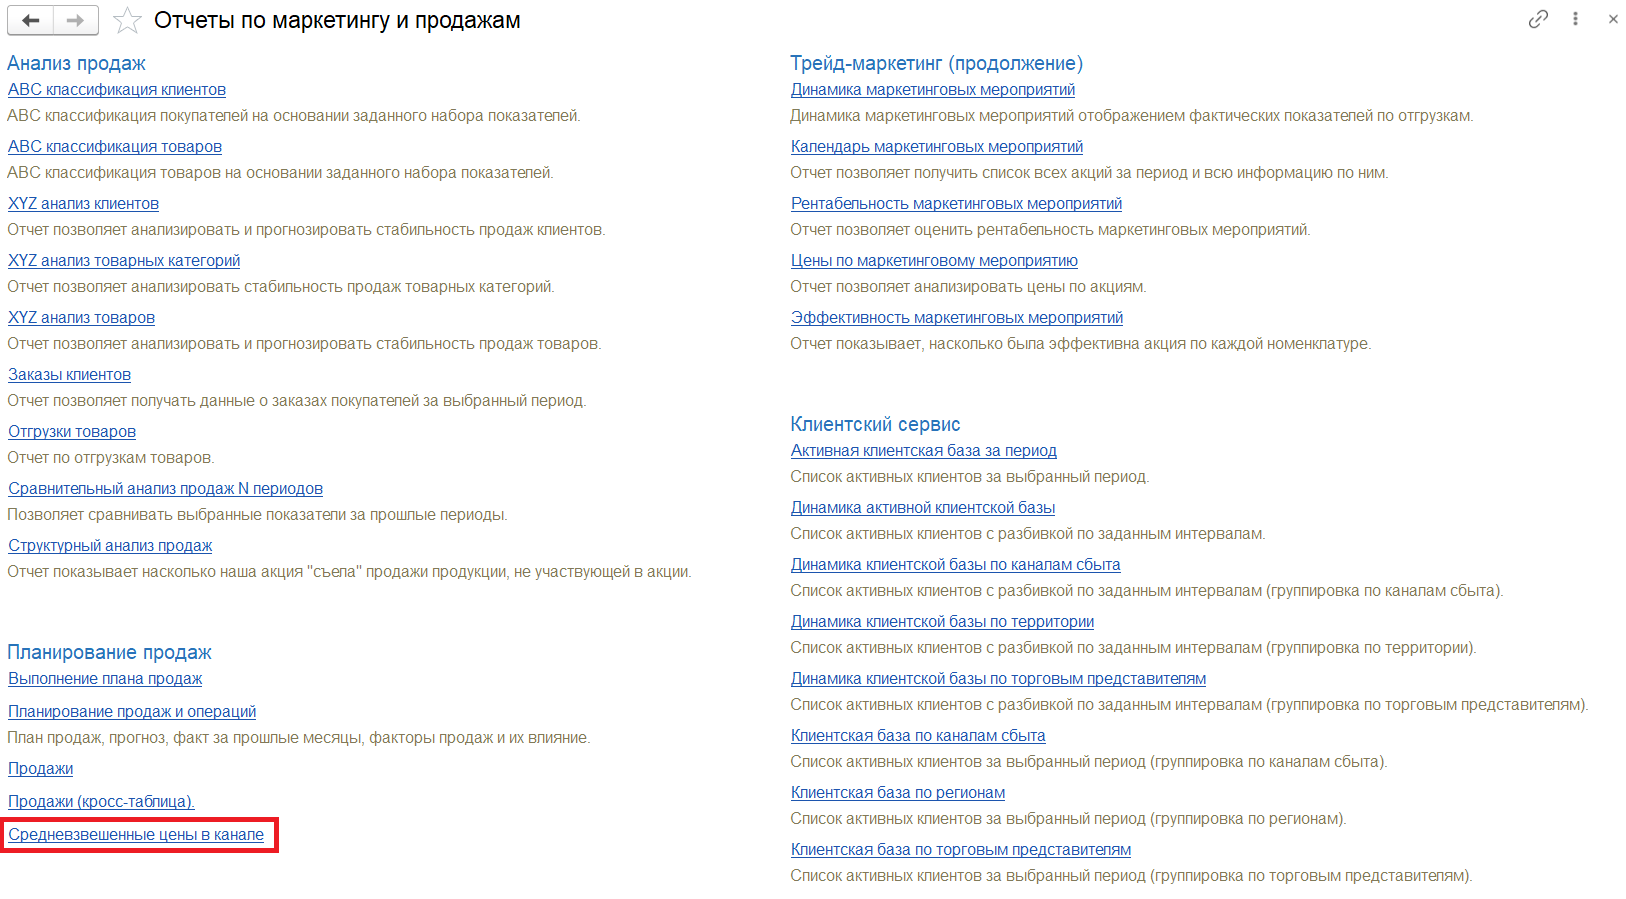 Отчеты по маркетингу и продажам
Анализ продаж
ABC классификация клиентов
ABC классификация покупателей на основании заданного набора показателей.
ABC классификация товаров
ABC классификация товаров на основании заданного набора показателей.
XYZ анализ клиентов
Отчет позволяет анализировать и прогнозировать стабильность продаж клиентов.
XYZ анализ товарных категорий
Отчет позволяет анализировать стабильность продаж товарных категорий.
XYZ анализ товаров
Отчет позволяет анализировать и прогнозировать стабильность продаж товаров.
Заказы клиентов
Отчет позволяет получать данные о заказах покупателей за выбранный период.
Отгрузки товаров
Отчет по отгрузкам товаров.
Сравнительный анализ продаж N периодов
Позволяет сравнивать выбранные показатели за прошлые периоды.
Структурный анализ продаж
Отчет показывает насколько наша акция "съела" продажи продукции, не участвующей в акции.
Планирование продаж
Выполнение плана продаж
Планирование продаж и операций
План продаж, прогноз, факт за прошлые месяцы, факторы продаж и их влияние.
Продажи
Продажи (кросс-таблица).
Средневзвешенные цены в канале
Трейд-маркетинг (продолжение)
Динамика маркетинговых мероприятий
Динамика маркетинговых мероприятий отображением фактических показателей по отгрузкам.
Календарь маркетинговых мероприятий
Отчет позволяет получить список всех акций за период и всю информацию по ним.
Рентабельность маркетинговых мероприятий
Отчет позволяет оценить рентабельность маркетинговых мероприятий.
Цены по маркетинговому мероприятию
Отчет позволяет анализировать цены по акциям.
Эффективность маркетинговых мероприятий
Отчет показывает, насколько была эффективна акция по каждой номенклатуре.
Клиентский сервис
Активная клиентская база за период
Список активных клиентов за выбранный период.
Динамика активной клиентской базы
Список активных клиентов с разбивкой по заданным интервалам.
Динамика клиентской базы по каналам сбыта
Список активных клиентов с разбивкой по заданным интервалам (группировка по каналам сбыта).
Динамика клиентской базы по территории
Список активных клиентов с разбивкой по заданным интервалам (группировка по территории).
Динамика клиентской базы по торговым представителям
Список активных клиентов с разбивкой по заданным интервалам (группировка по торговым представителям).
Клиентская база по каналам сбыта
Список активных клиентов за выбранный период (группировка по каналам сбыта).
Клиентская база по регионам
Список активных клиентов за выбранный период (группировка по регионам).
Клиентская база по торговым представителям
Список активных клиентов за выбранный период (группировка по торговым представителям).